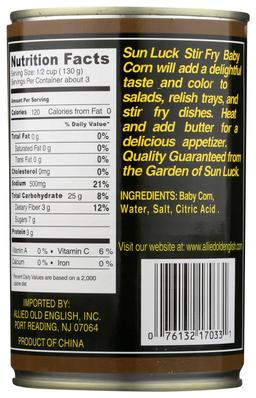 Nutrition Facts
Serving Size: 1/2 cup (130 g)
Servings Per Container about 3
Amount Per Serving
Calories 120 Calories from Fat 0
% Daily Value*
Total Fat 0g 0%
Saturated Fat 0g 0%
Trans Fat 0g 0%
Cholesterol 0mg 0%
Sodium 500mg 21%
Total Carbohydrate 25 g 8%
Dietary Fiber 3 g 12%
Sugars 7g
Protein 3 g
Vitamin A 0% • Vitamin C 6%
Calcium 0% • Iron 0%
*Percent Daily Values are based on a 2,000
calorie diet.
IMPORTED BY:
ALLIED OLD ENGLISH, INC.
PORT READING, NJ 07064
PRODUCT OF CHINA
Sun Luck Stir Fry Baby
Corn will add a delightful
taste and color to
salads, relish trays, and
stir fry dishes. Heat
and add butter for a
delicious appetizer.
Quality Guaranteed from
the Garden of Sun Luck.
INGREDIENTS: Baby Corn,
Water, Salt, Citric Acid .
Visit our website at: www.alliedoldenglish.com
0 76132 17033 1